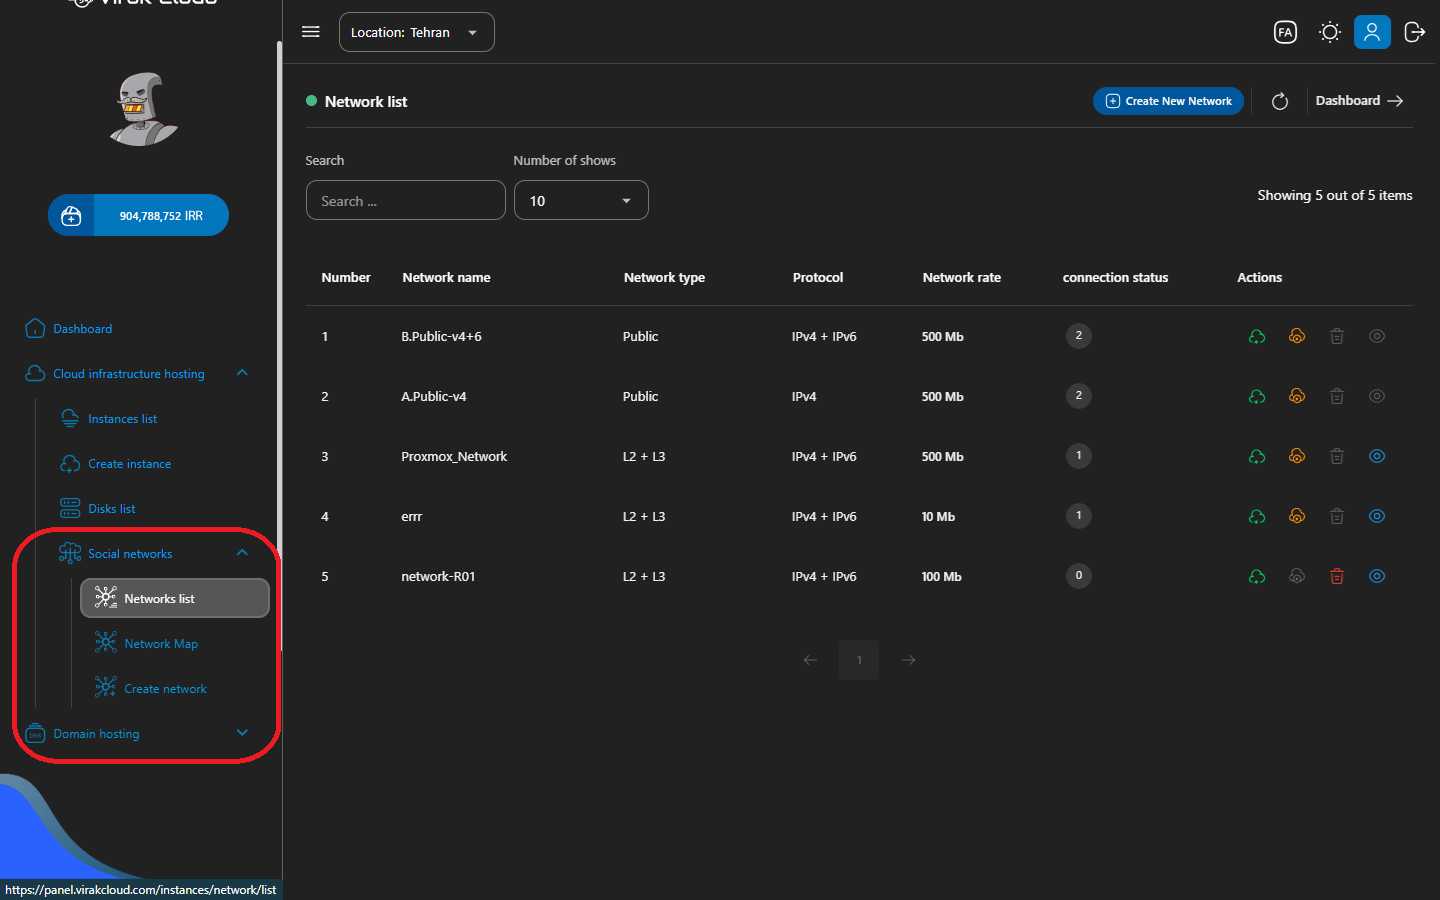 Virak Cloud
Location: Tehran
FA
Network list
Create New Network
Dashboard
Search
Number of shows
Search ...
10
Showing 5 out of 5 items
904,788,752 IRR
Number Network name Network type Protocol Network rate connection status Actions
1 B.Public-v4+6 Public IPv4 + IPv6 500 Mb 2
2 A.Public-v4 Public IPv4 500 Mb 2
3 Proxmox_Network L2 + L3 IPv4 + IPv6 500 Mb 1
4 errr L2 + L3 IPv4 + IPv6 10 Mb 1
5 network-R01 L2 + L3 IPv4 + IPv6 100 Mb 0
1
Dashboard
Cloud infrastructure hosting
Instances list
Create instance
Disks list
Social networks
Networks list
Network Map
Create network
DNS
Domain hosting
https://panel.virakcloud.com/instances/network/list